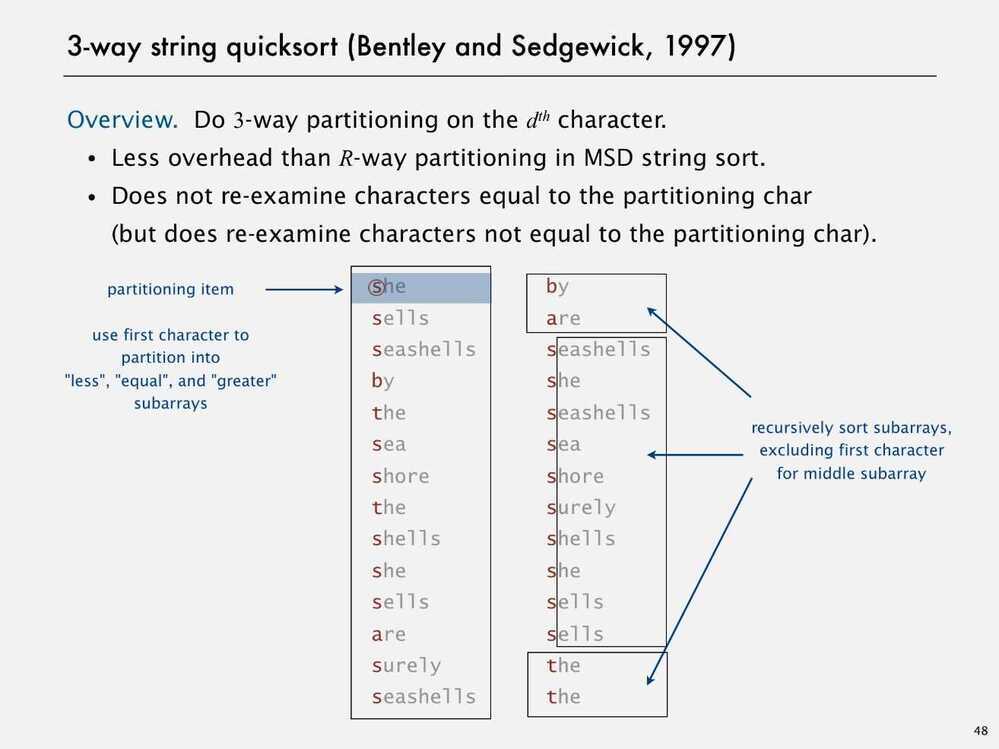 3-way string quicksort (Bentley and Sedgewick, 1997)
Overview. Do 3-way partitioning on the dth character.
• Less overhead than R-way partitioning in MSD string sort.
• Does not re-examine characters equal to the partitioning char
(but does re-examine characters not equal to the partitioning char).
partitioning item
use first character to
partition into
"less", "equal", and "greater"
subarrays
she
sells
seashells
by
the
sea
shore
the
shells
she
sells
are
surely
seashells
by
are
seashells
she
seashells
sea
shore
surely
shells
she
sells
sells
the
the
recursively sort subarrays,
excluding first character
for middle subarray
48